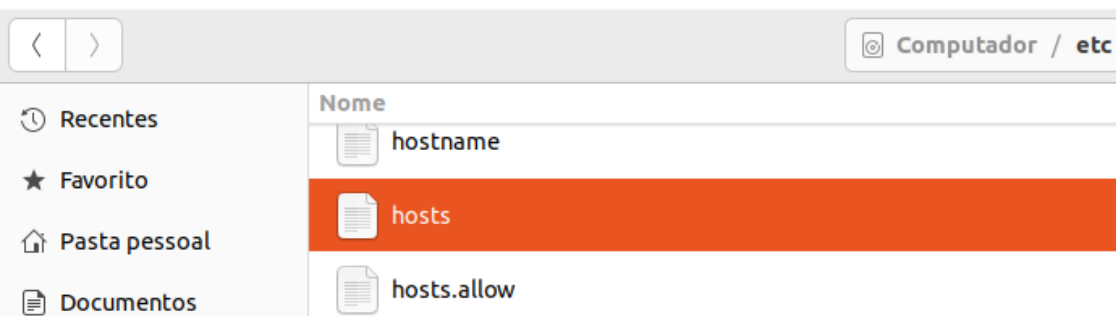 Computador / etc
Recentes
Favorito
Pasta pessoal
Documentos
Nome
hostname
hosts
hosts.allow